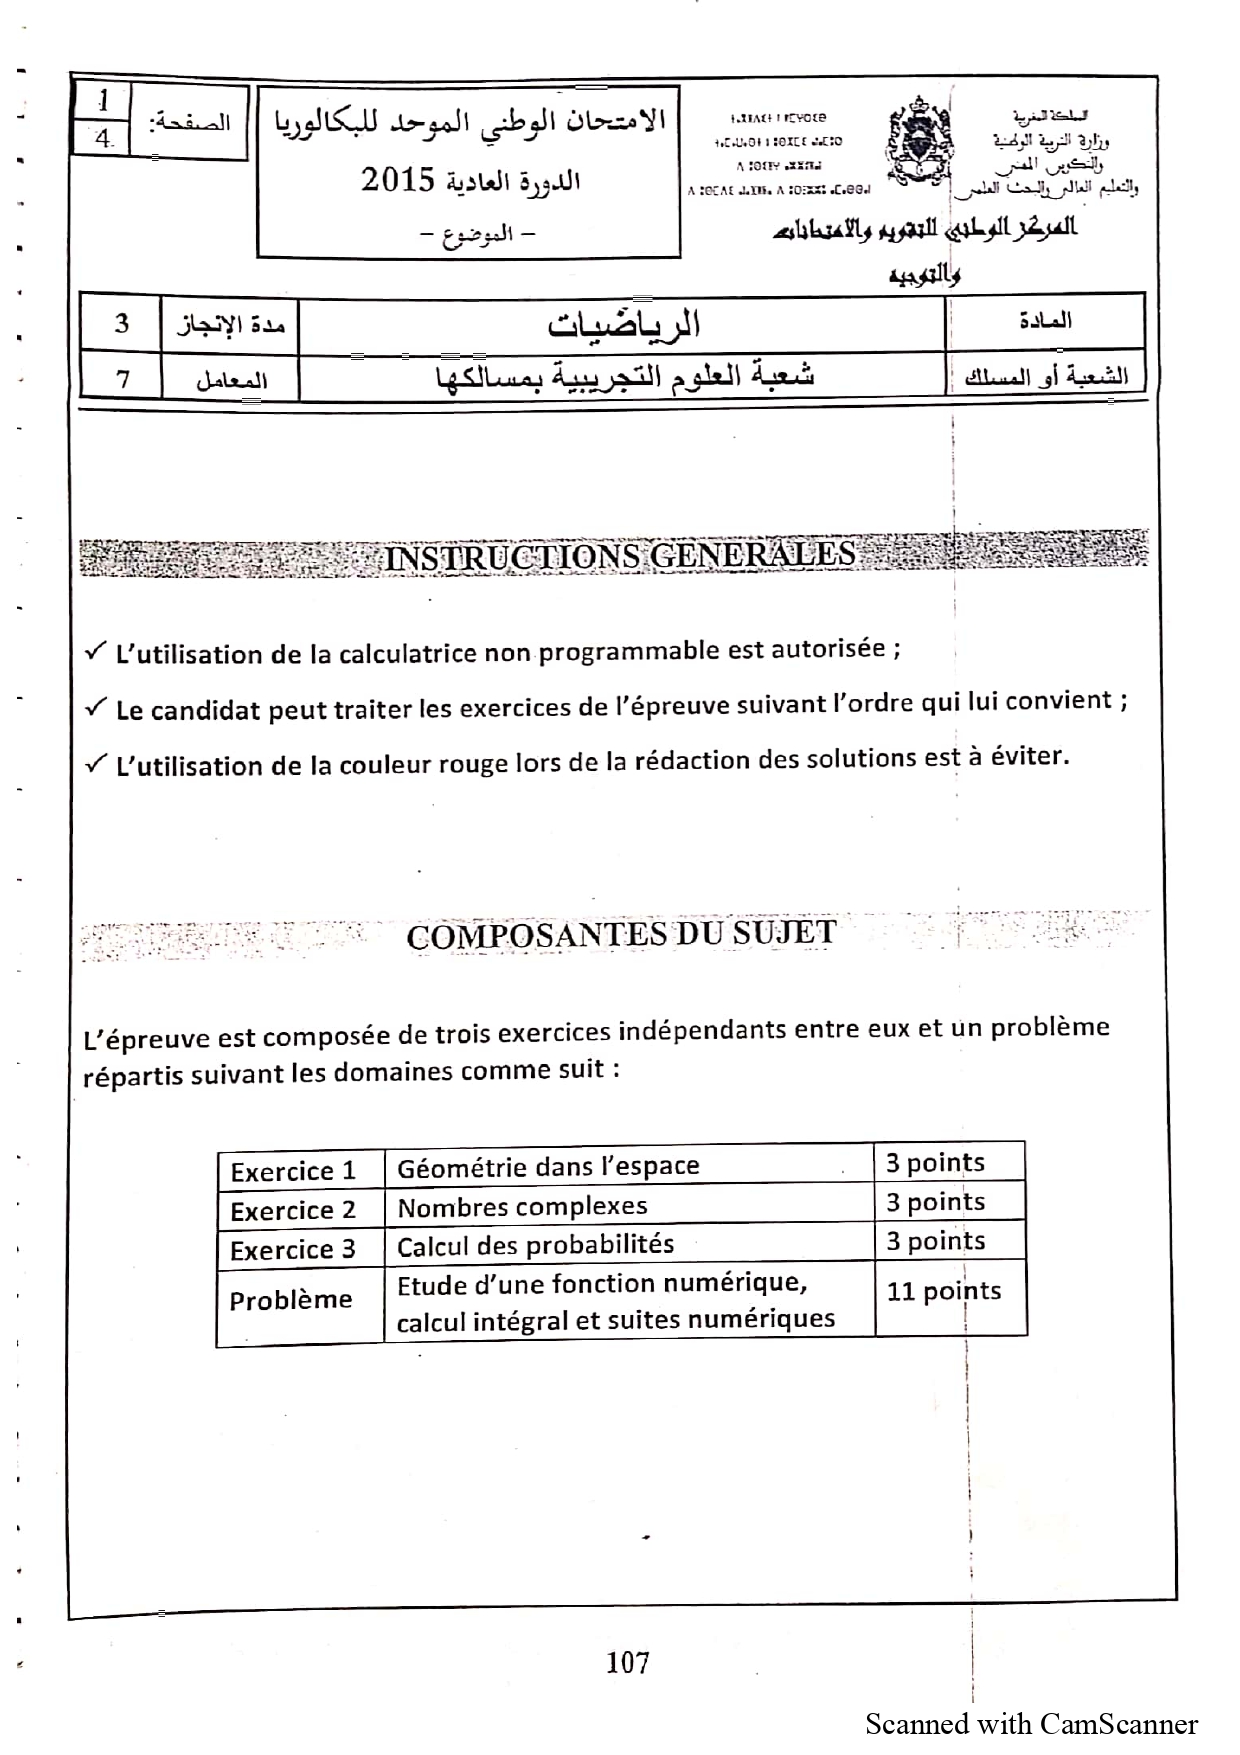 1
4
الصفحة:
الامتحان الوطني الموحد للبكالوريا
الدورة العادية 2015
– الموضوع –
المملكة المغربية
وزارة التربية الوطنية
والتكوين المهني
والتعليم العالي والبحث العلمي
المركز الوطني للتقويم والامتحانات
والتوجيه
المادة
الرياضيات
مدة الإنجاز
3
الشعبة أو المسلك
شعبة العلوم التجريبية بمسالكها
المعامل
7
INSTRUCTIONS GENERALES
✓ L'utilisation de la calculatrice non programmable est autorisée ;
✓ Le candidat peut traiter les exercices de l'épreuve suivant l'ordre qui lui convient ;
✓ L'utilisation de la couleur rouge lors de la rédaction des solutions est à éviter.
COMPOSANTES DU SUJET
L'épreuve est composée de trois exercices indépendants entre eux et un problème
répartis suivant les domaines comme suit :
Exercice 1 Géométrie dans l'espace 3 points
Exercice 2 Nombres complexes 3 points
Exercice 3 Calcul des probabilités 3 points
Problème Etude d'une fonction numérique, 11 points
calcul intégral et suites numériques
107
Scanned with CamScanner